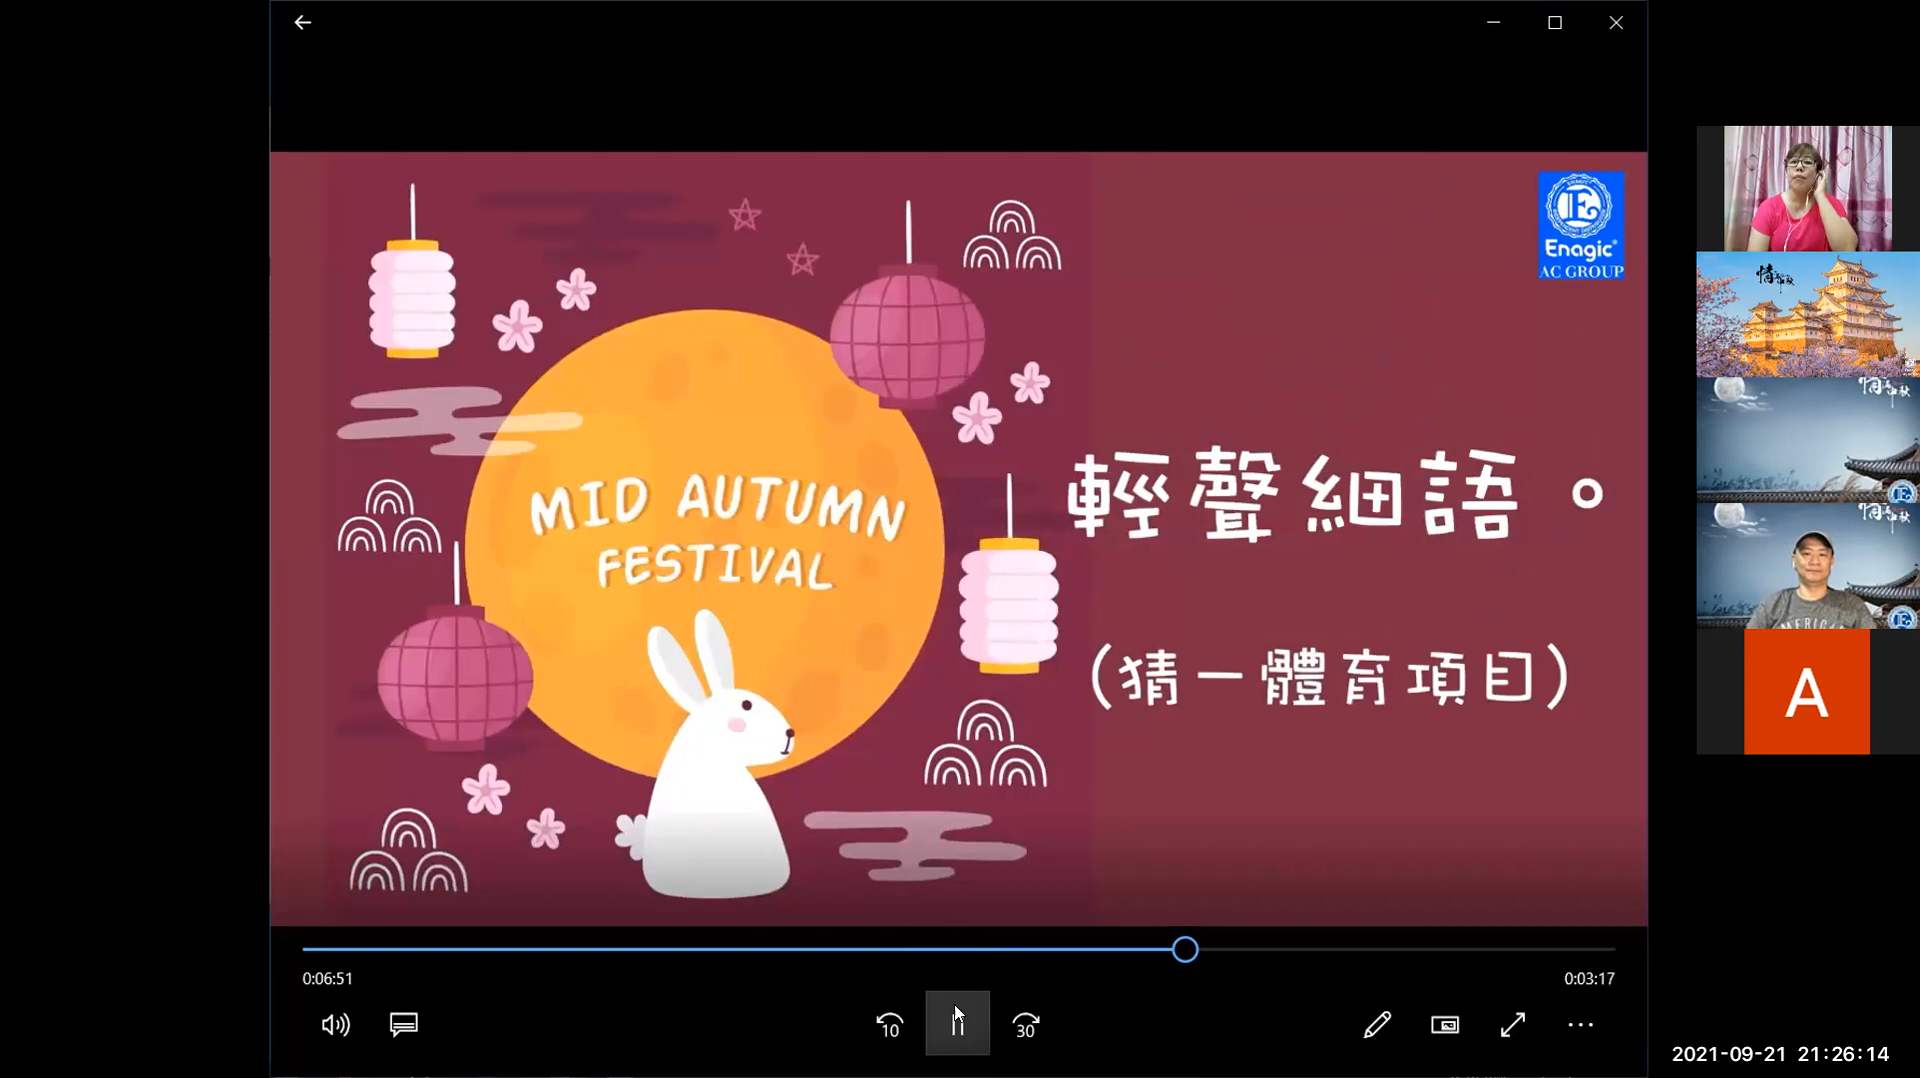 Enagic®
AC GROUP
MID AUTUMN
FESTIVAL
輕聲細語。
(猜一體育項目)
0:06:51
0:03:17
10
30
A
2021-09-21 21:26:14